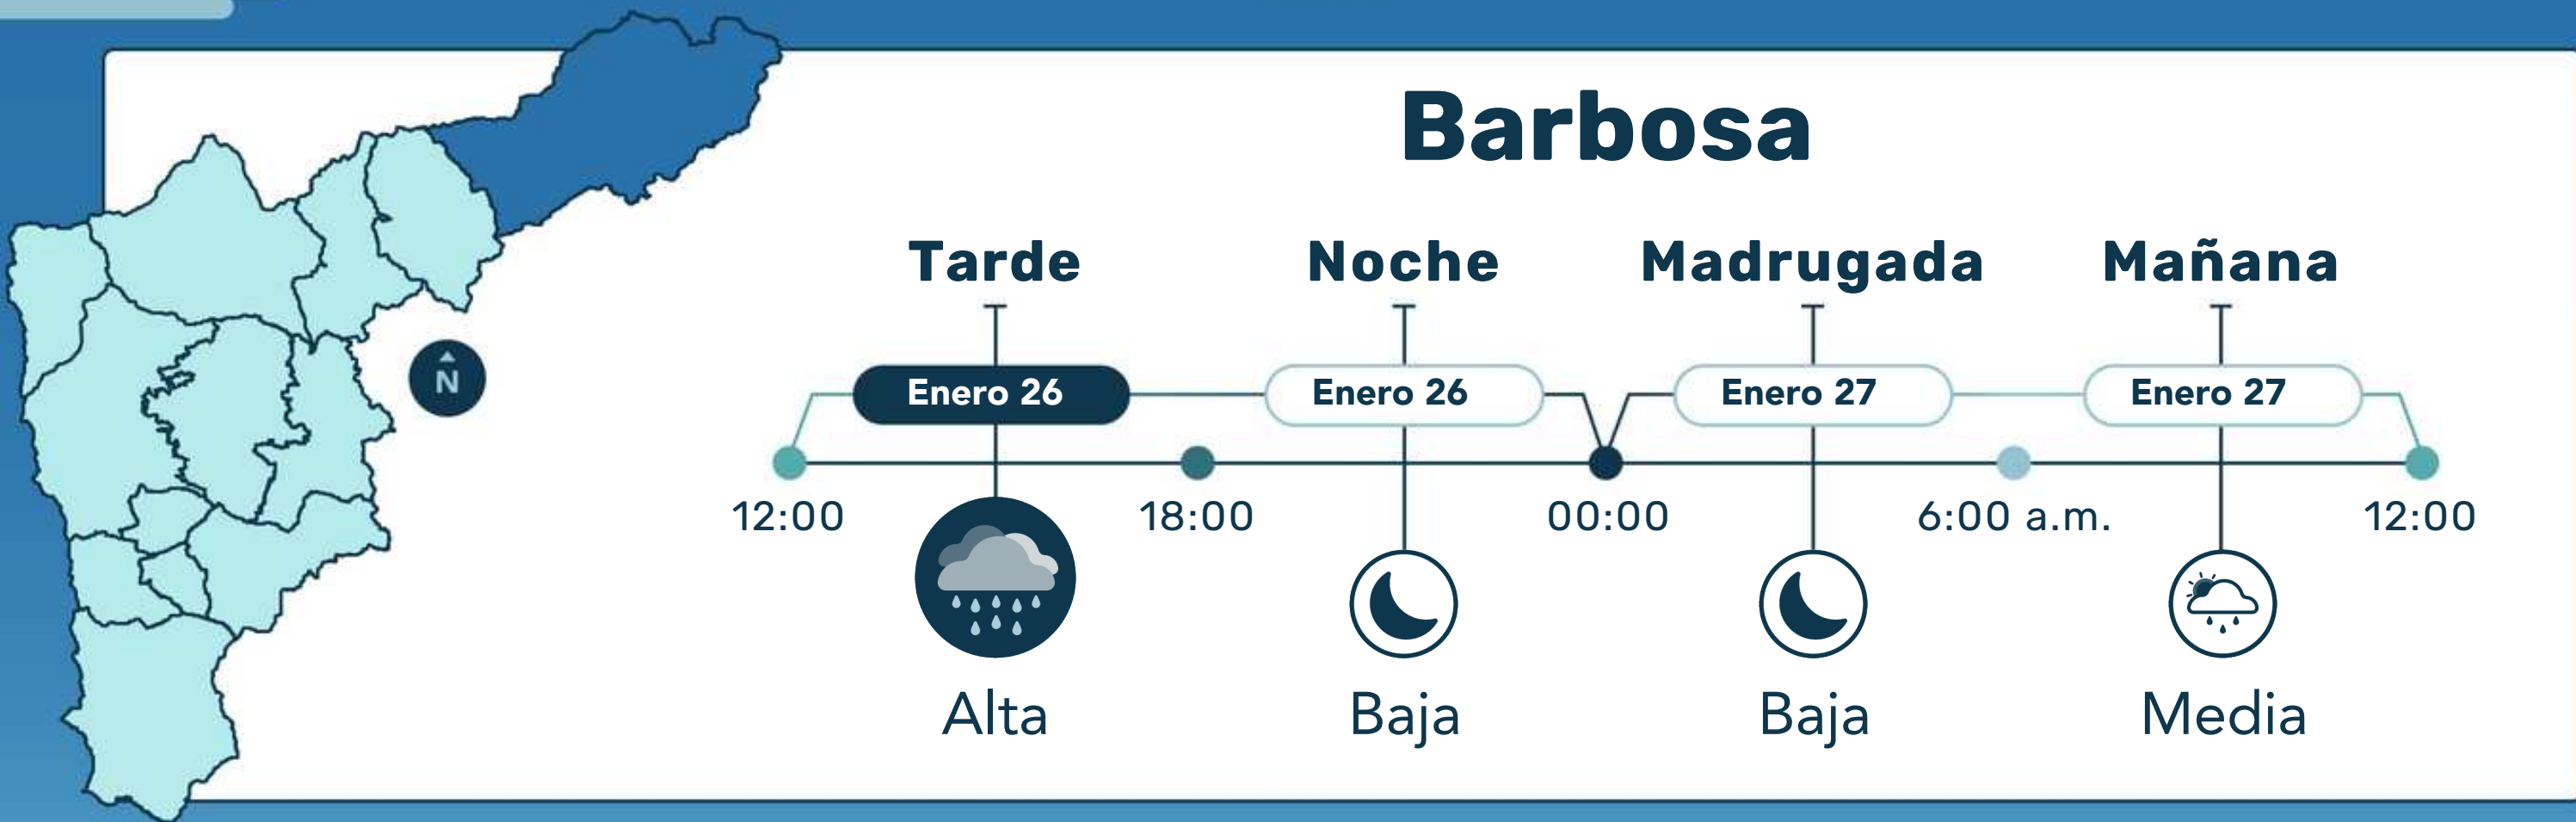 Barbosa
Tarde Noche Madrugada Mañana
Enero 26 Enero 26 Enero 27 Enero 27
N
12:00 18:00 00:00 6:00 a.m. 12:00
Alta Baja Baja Media